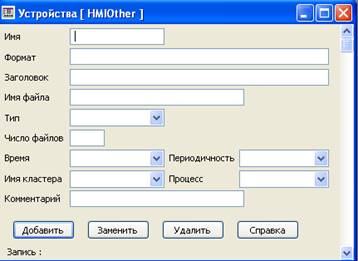 Устройства [ HMIOther ]
Имя
Формат
Заголовок
Имя файла
Тип
Число файлов
Время Периодичность
Имя кластера Процесс
Комментарий
Добавить Заменить Удалить Справка
Запись :